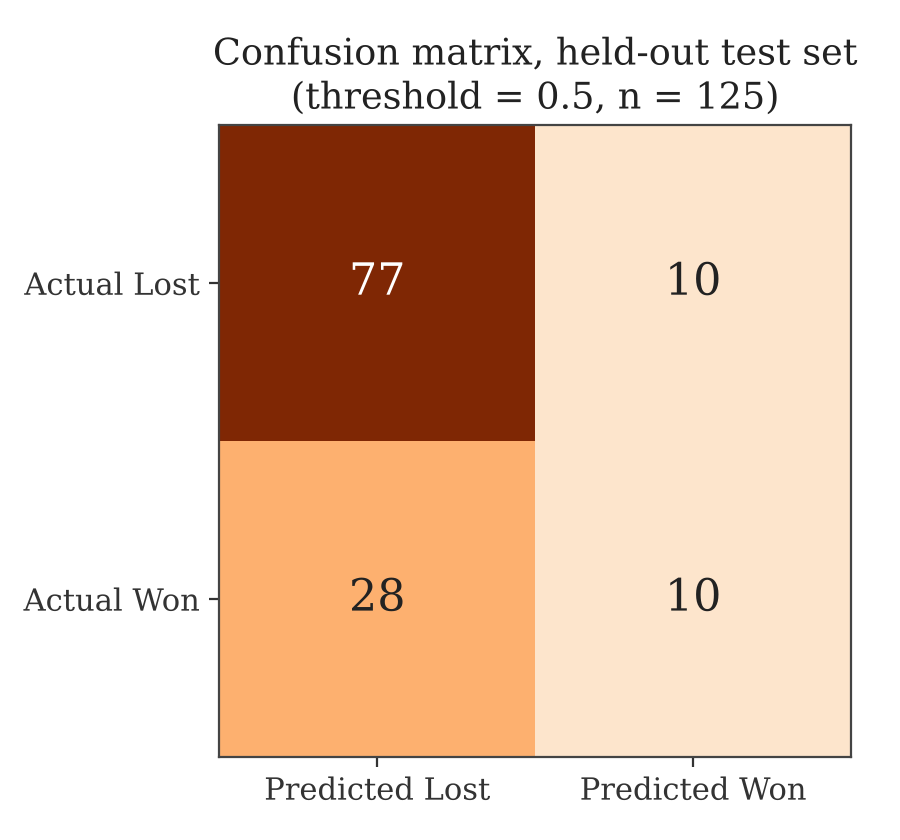 Confusion matrix, held-out test set
(threshold = 0.5, n = 125)
Actual Lost
77
10
Actual Won
28
10
Predicted Lost
Predicted Won